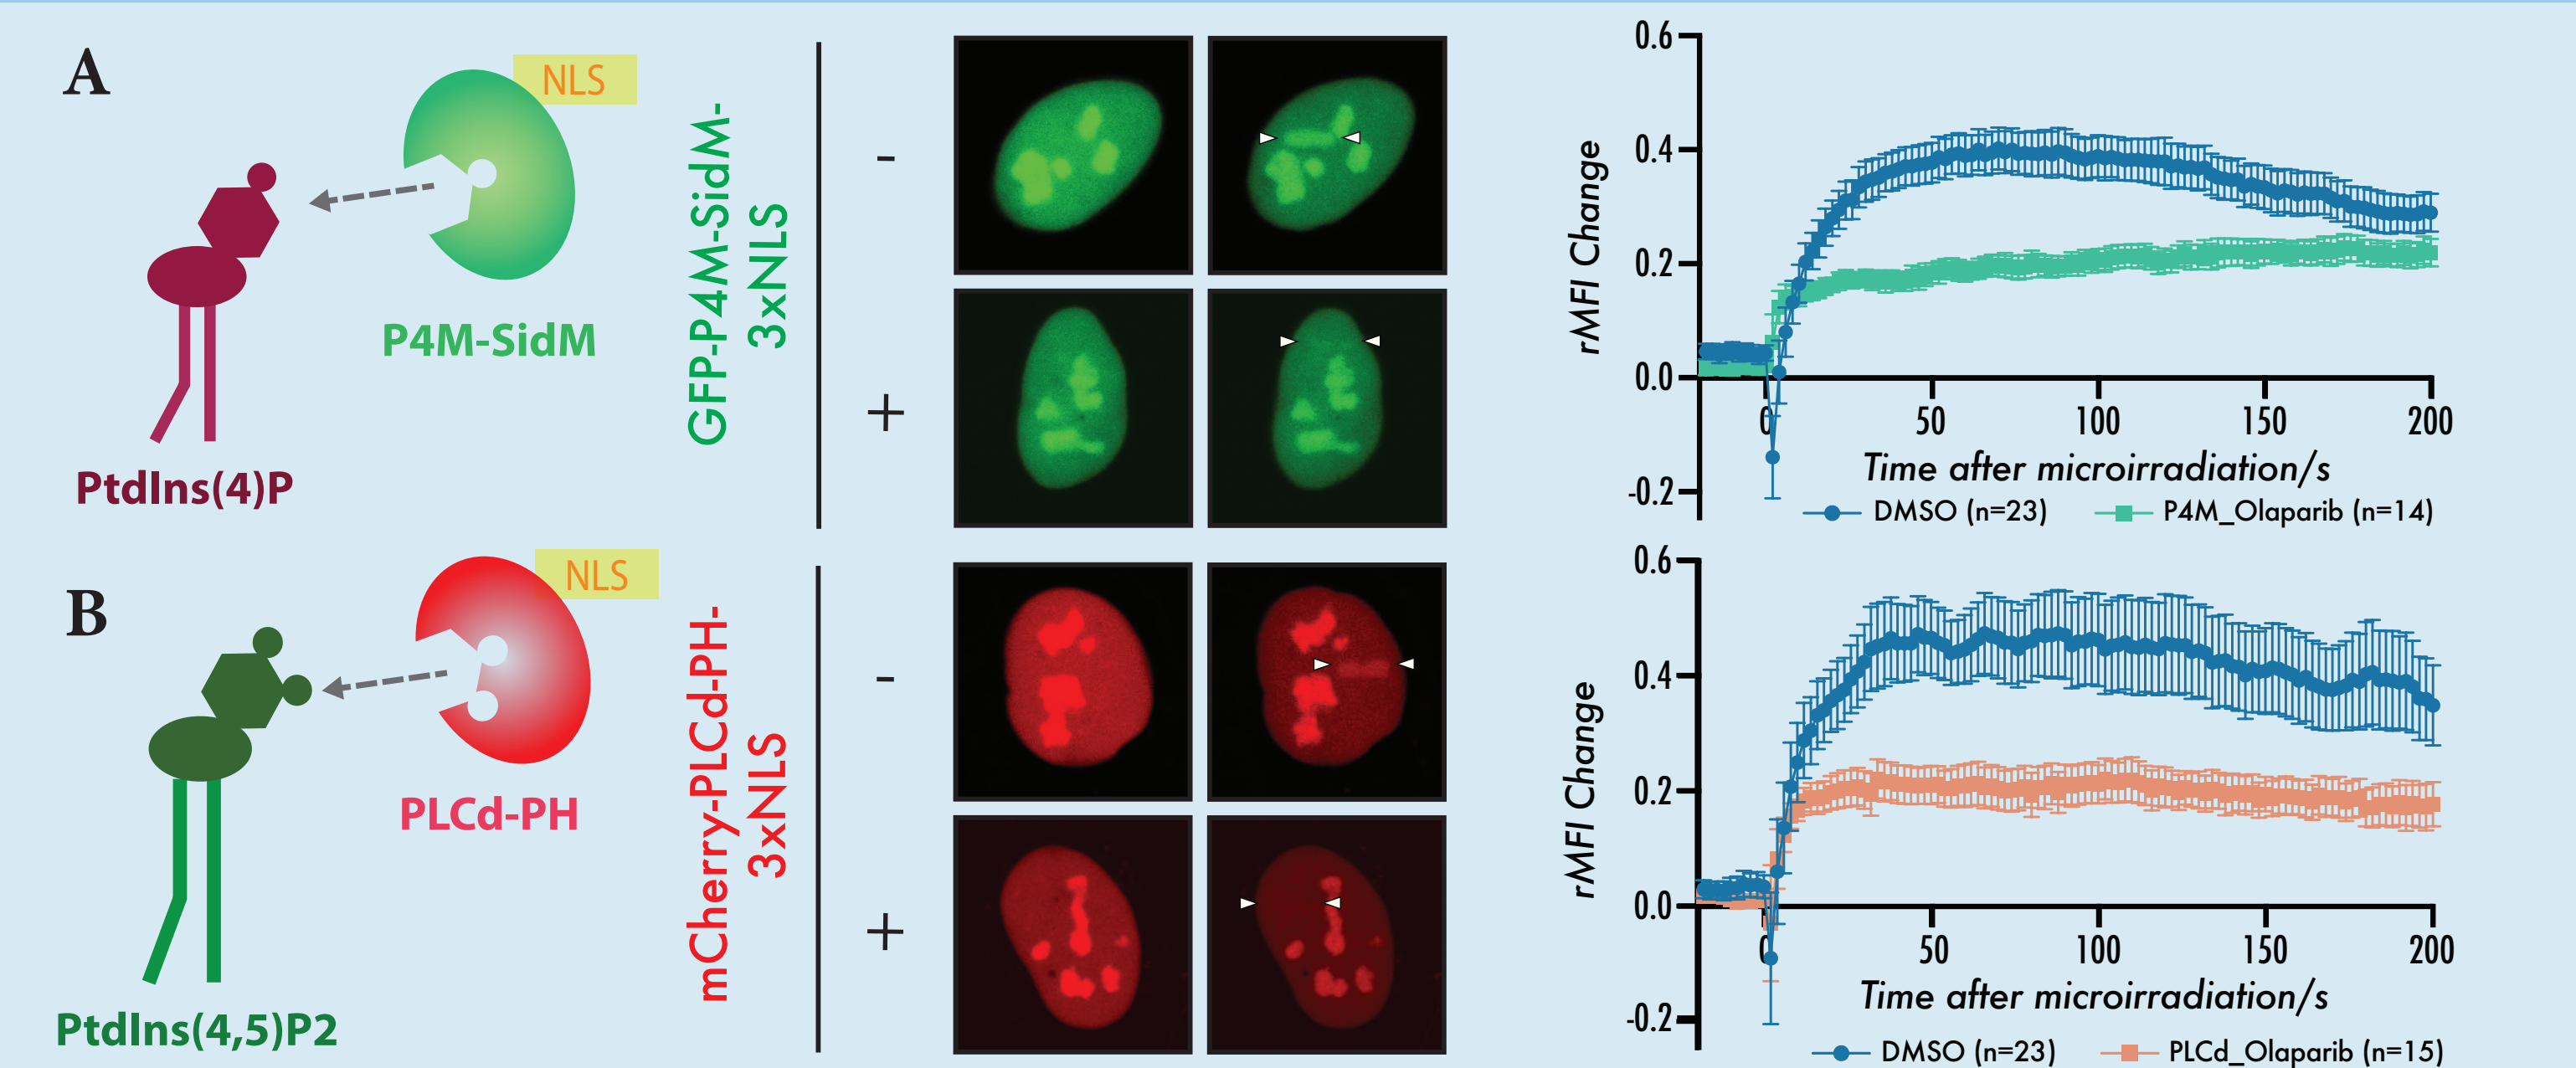 A
NLS
P4M-SidM
PtdIns(4)P
GFP-P4M-SidM-
3xNLS
-
+
0.6
0.4
0.2
0.0
-0.2
rMFI Change
0
50
100
150
200
Time after microirradiation/s
DMSO (n=23)
P4M_Olaparib (n=14)
B
NLS
PLCd-PH
PtdIns(4,5)P2
mCherry-PLCd-PH-
3xNLS
-
+
0.6
0.4
0.2
0.0
-0.2
rMFI Change
0
50
100
150
200
Time after microirradiation/s
DMSO (n=23)
PLCd_Olaparib (n=15)